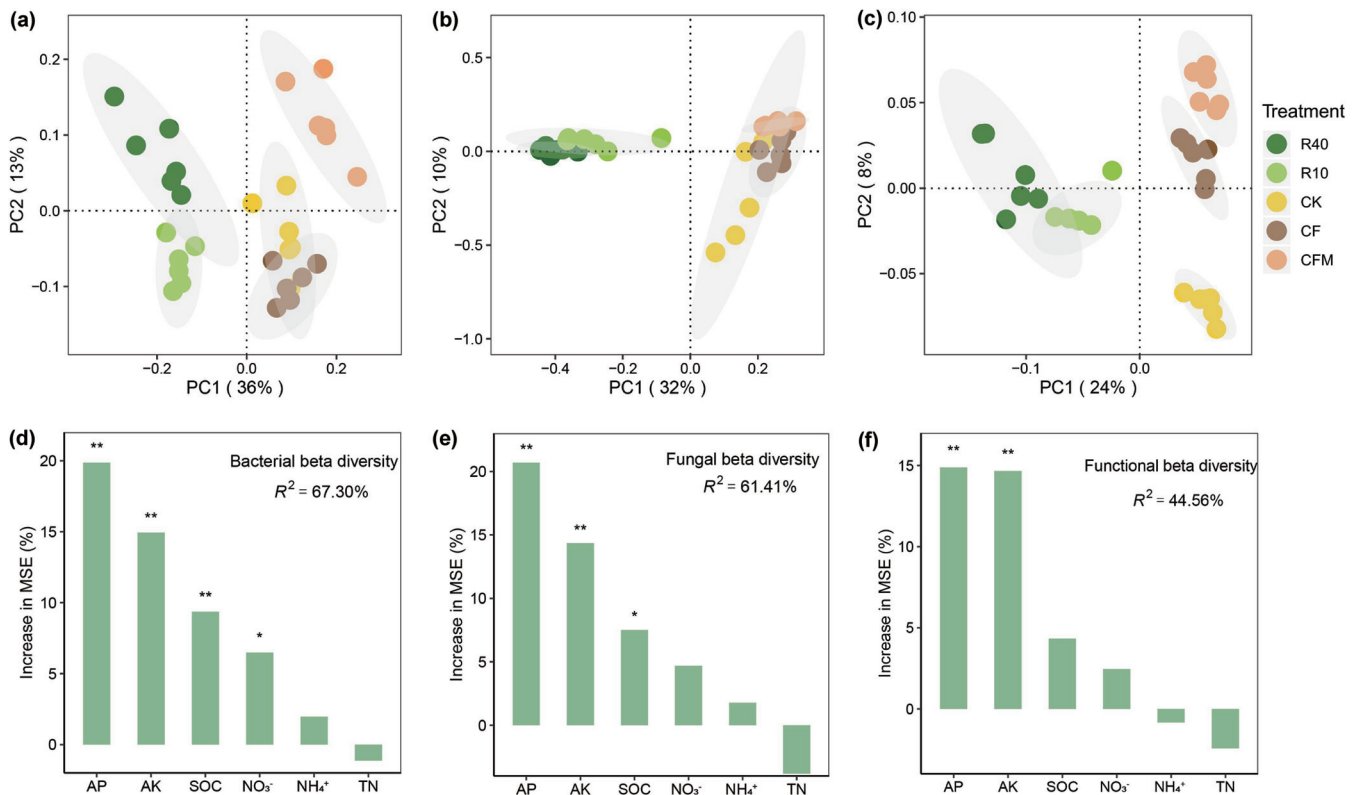 (a)
0.2
0.1
0.0
−0.1
PC2 ( 13% )
−0.2
0.0
0.2
PC1 ( 36% )
(b)
0.5
0.0
−0.5
−1.0
PC2 ( 10% )
−0.4
−0.2
0.0
0.2
PC1 ( 32% )
(c)
0.10
0.05
0.00
−0.05
PC2 ( 8% )
−0.1
0.0
PC1 ( 24% )
Treatment
R40
R10
CK
CF
CFM
(d)
Bacterial beta diversity
R² = 67.30%
Increase in MSE (%)
20
15
10
5
0
**
**
**
*
AP AK SOC NO₃⁻ NH₄⁺ TN
(e)
Fungal beta diversity
R² = 61.41%
Increase in MSE (%)
20
15
10
5
0
**
**
*
AP AK SOC NO₃⁻ NH₄⁺ TN
(f)
Functional beta diversity
R² = 44.56%
Increase in MSE (%)
15
10
5
0
**
**
AP AK SOC NO₃⁻ NH₄⁺ TN